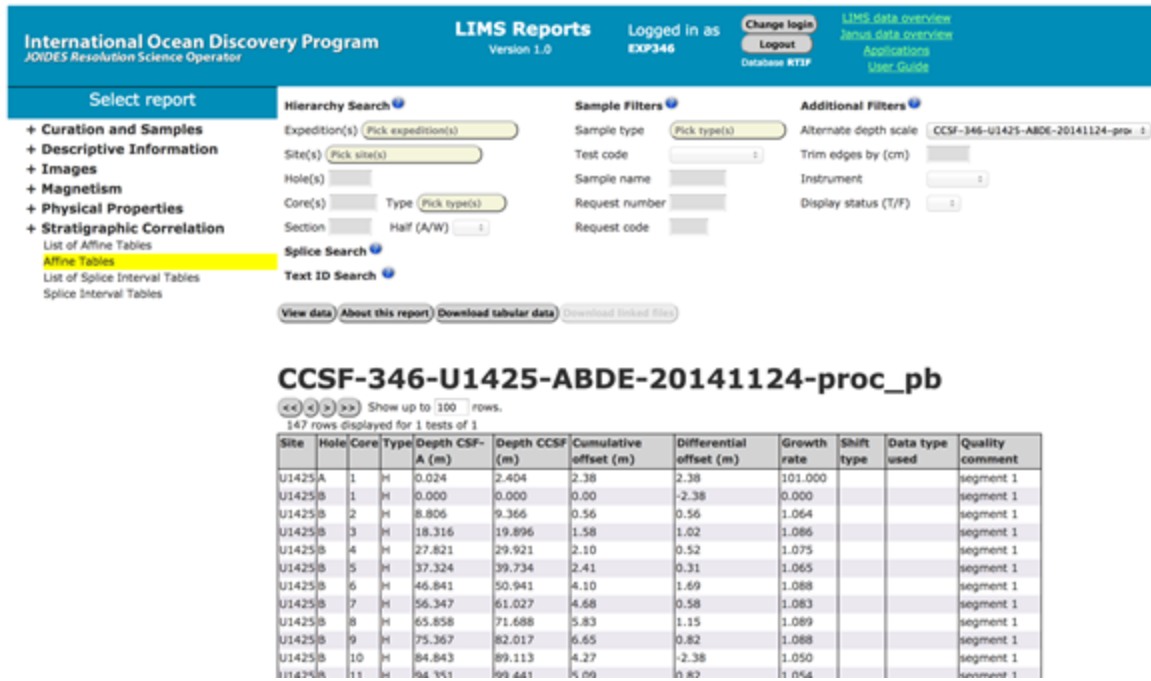 International Ocean Discovery Program
JOIDES Resolution Science Operator
LIMS Reports
Version 1.0
Logged in as
EXP346
Change login
Logout
Database RTIF
LIMS data overview
Janus data overview
Applications
User Guide
Select report
+ Curation and Samples
+ Descriptive Information
+ Images
+ Magnetism
+ Physical Properties
+ Stratigraphic Correlation
List of Affine Tables
Affine Tables
List of Splice Interval Tables
Splice Interval Tables
Hierarchy Search
Expedition(s) Pick expedition(s)
Site(s) Pick site(s)
Hole(s)
Core(s) Type Pick type(s)
Section Half (A/W)
Splice Search
Text ID Search
Sample Filters
Sample type Pick type(s)
Test code
Sample name
Request number
Request code
Additional Filters
Alternate depth scale CCSF-346-U1425-ABDE-20141124-pro
Trim edges by (cm)
Instrument
Display status (T/F)
View data About this report Download tabular data Download linked files
CCSF-346-U1425-ABDE-20141124-proc_pb
<< < > >> Show up to 100 rows.
147 rows displayed for 1 tests of 1
Site Hole Core Type Depth CSF-A (m) Depth CCSF (m) Cumulative offset (m) Differential offset (m) Growth rate Shift type Data type used Quality comment
U1425 A 1 H 0.024 2.404 2.38 2.38 101.000 segment 1
U1425 B 1 H 0.000 0.000 0.00 -2.38 0.000 segment 1
U1425 B 2 H 8.806 9.366 0.56 0.56 1.064 segment 1
U1425 B 3 H 18.316 19.896 1.58 1.02 1.086 segment 1
U1425 B 4 H 27.821 29.921 2.10 0.52 1.075 segment 1
U1425 B 5 H 37.324 39.734 2.41 0.31 1.065 segment 1
U1425 B 6 H 46.841 50.941 4.10 1.69 1.088 segment 1
U1425 B 7 H 56.347 61.027 4.68 0.58 1.083 segment 1
U1425 B 8 H 65.858 71.688 5.83 1.15 1.089 segment 1
U1425 B 9 H 75.367 82.017 6.65 0.82 1.088 segment 1
U1425 B 10 H 84.843 89.113 4.27 -2.38 1.050 segment 1
U1425 B 11 H 94.351 99.441 5.09 0.82 1.054 segment 1